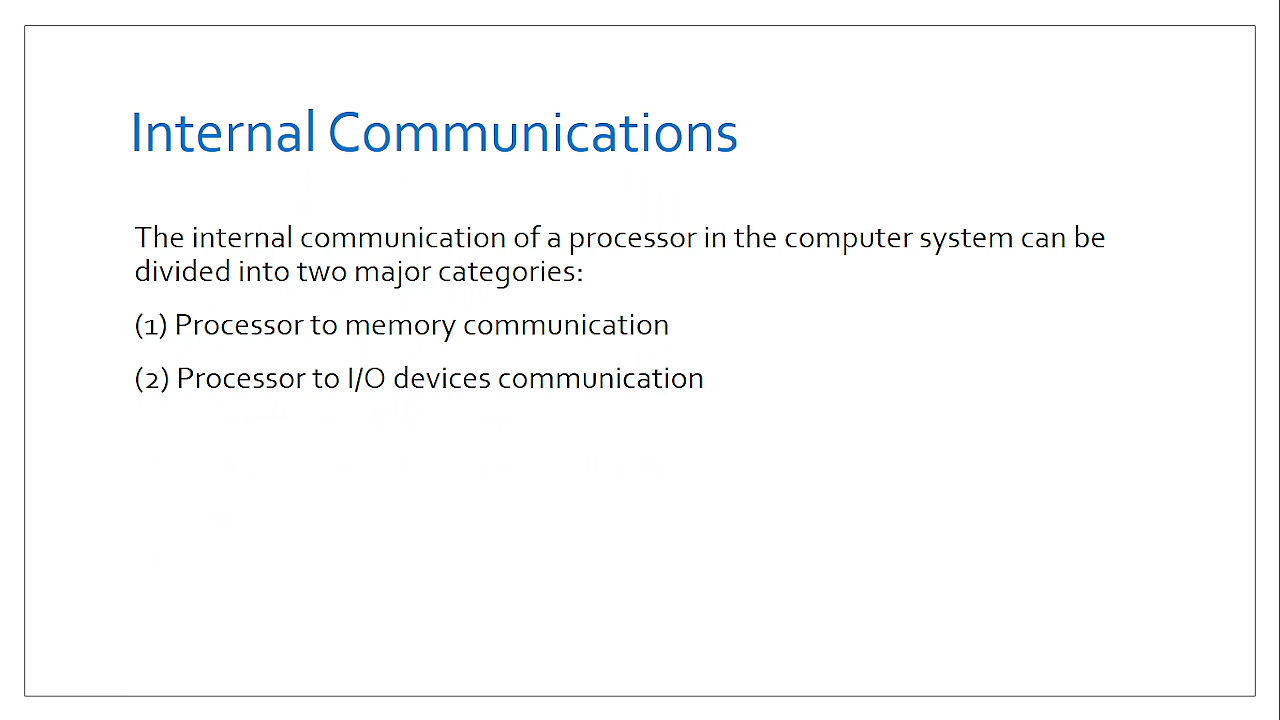 Internal Communications
The internal communication of a processor in the computer system can be
divided into two major categories:
(1) Processor to memory communication
(2) Processor to I/O devices communication